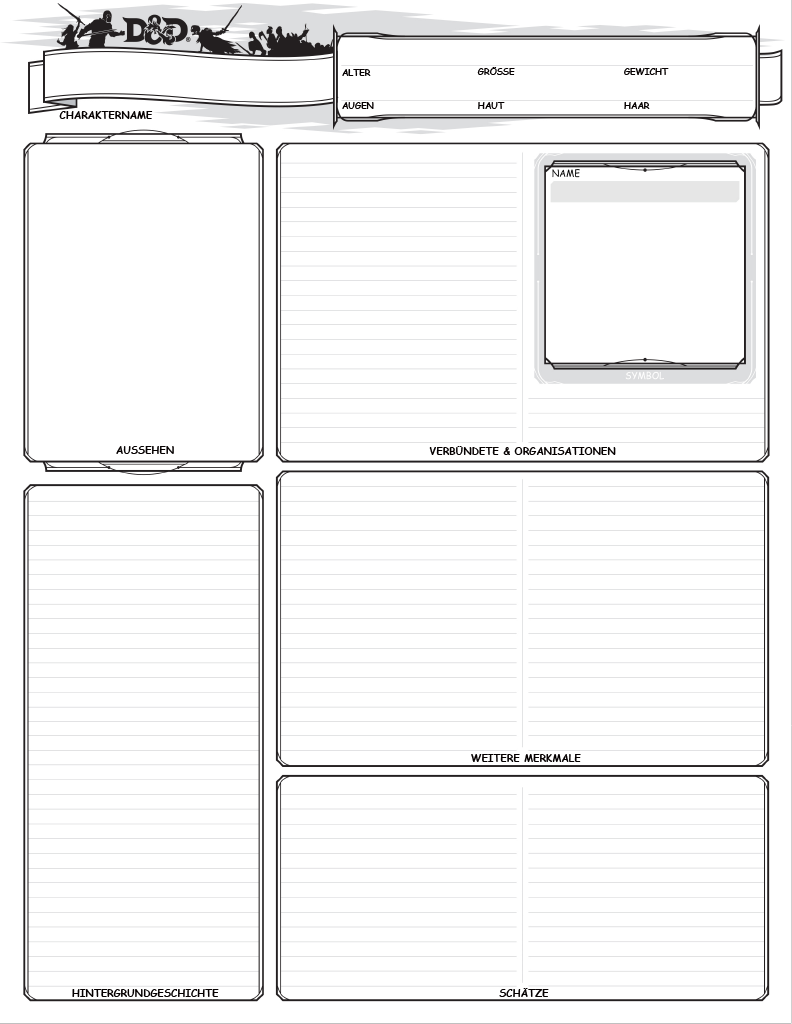 D&D®
ALTER GRÖSSE GEWICHT
AUGEN HAUT HAAR
CHARAKTERNAME
NAME
SYMBOL
AUSSEHEN
VERBÜNDETE & ORGANISATIONEN
WEITERE MERKMALE
HINTERGRUNDGESCHICHTE
SCHÄTZE